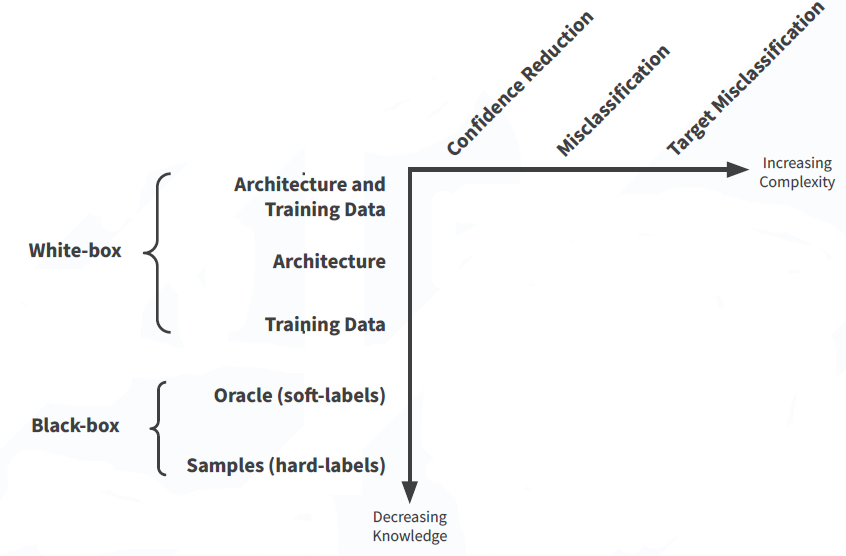 Confidence Reduction
Misclassification
Target Misclassification
Increasing
Complexity
Architecture and
Training Data
White-box
Architecture
Training Data
Oracle (soft-labels)
Black-box
Samples (hard-labels)
Decreasing
Knowledge